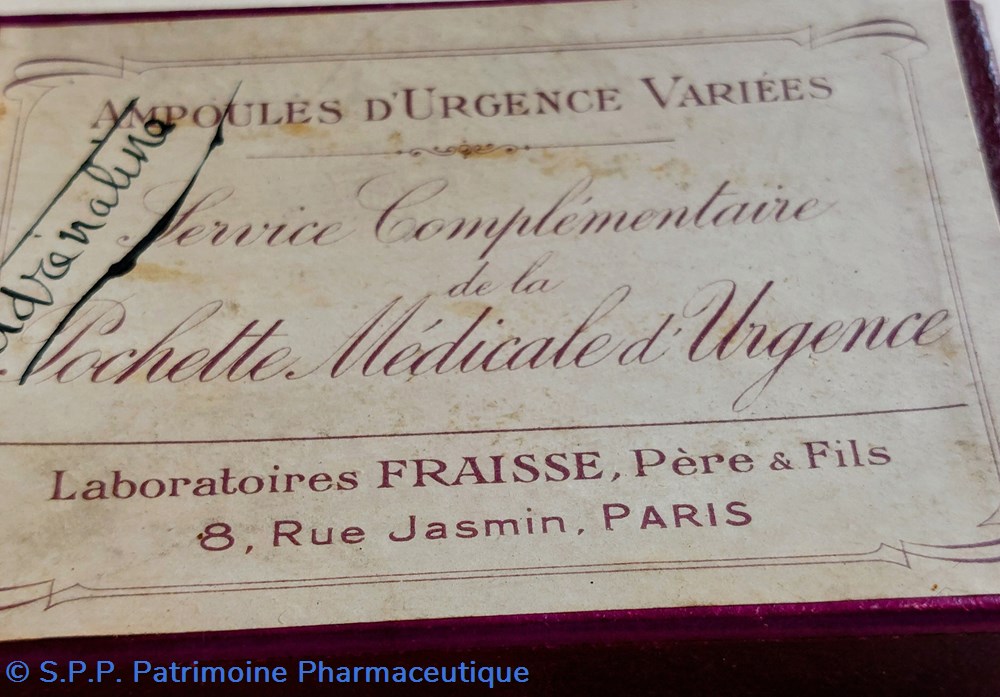 AMPOULES D'URGENCE VARIÉES
adrénaline
Service Complémentaire
de la
Pochette Médicale d'Urgence
Laboratoires FRAISSE, Père & Fils
8, Rue Jasmin, PARIS
© S.P.P. Patrimoine Pharmaceutique